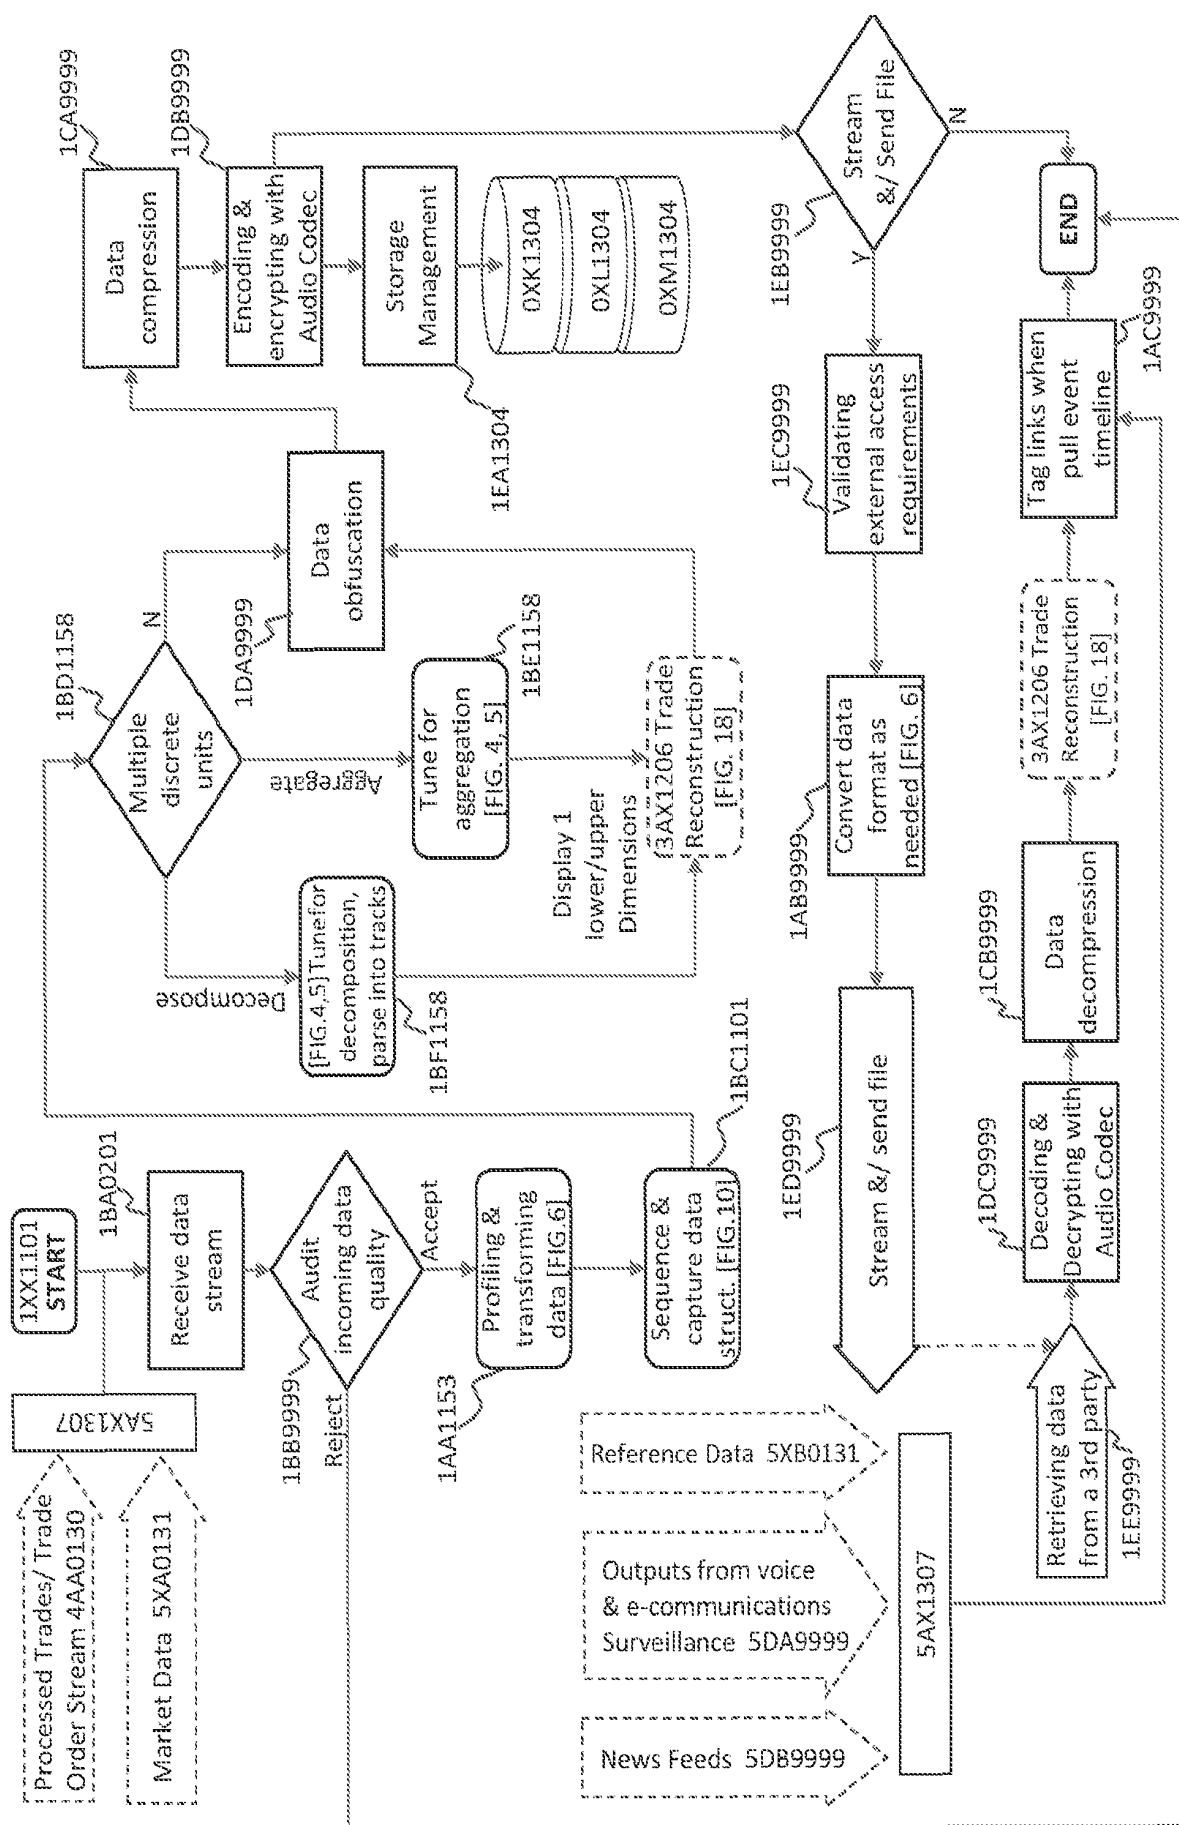 Processed Trades/ Trade
Order Stream 4AA0130
Market Data 5XA0131
5AX1307
1XX1101
START
1BA0201
Receive data
stream
1BB9999
Audit
incoming data
quality
Reject
Accept
1AA1153
Profiling &
transforming
data [FIG.6]
Sequence &
capture data
struct. [FIG.10]
1BC1101
1BD1158
Multiple
discrete
units
N
Decompose
Aggregate
[FIG.4,5]Tunefor
decomposition,
parse into tracks
1BF1158
Tune for
aggregation
[FIG. 4, 5]
1BE1158
Display 1
lower/upper
Dimensions
[3AX1206 Trade
Reconstruction
[FIG. 18]]
1DA9999
Data
obfuscation
1CA9999
Data
compression
1DB9999
Encoding &
encrypting with
Audio Codec
Storage
Management
1EA1304
0XK1304
0XL1304
0XM1304
1EB9999
Stream
&/ Send File
Y
N
1EC9999
Validating
external access
requirements
1AB9999
Convert data
format as
needed [FIG. 6]
1ED9999
Stream &/ send file
Reference Data 5XB0131
Outputs from voice
& e-communications
Surveillance 5DA9999
News Feeds 5DB9999
5AX1307
Retrieving data
from a 3rd party
1EE9999
1DC9999
Decoding &
Decrypting with
Audio Codec
1CB9999
Data
decompression
3AX1206 Trade
Reconstruction
[FIG. 18]
Tag links when
pull event
timeline
1AC9999
END